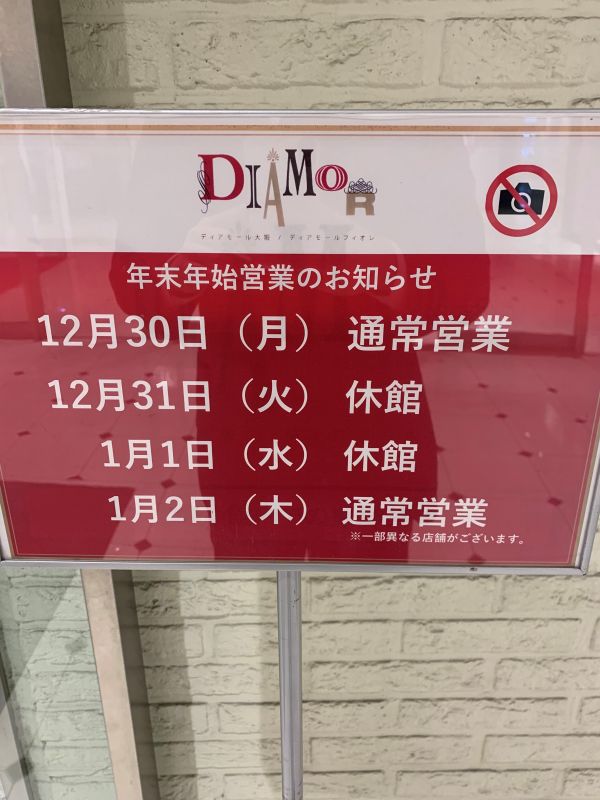 DIAMOR
ディアモール大阪 / ディアモールフィオレ
年末年始営業のお知らせ
12月30日（月） 通常営業
12月31日（火） 休館
1月1日（水） 休館
1月2日（木） 通常営業
※一部異なる店舗がございます。